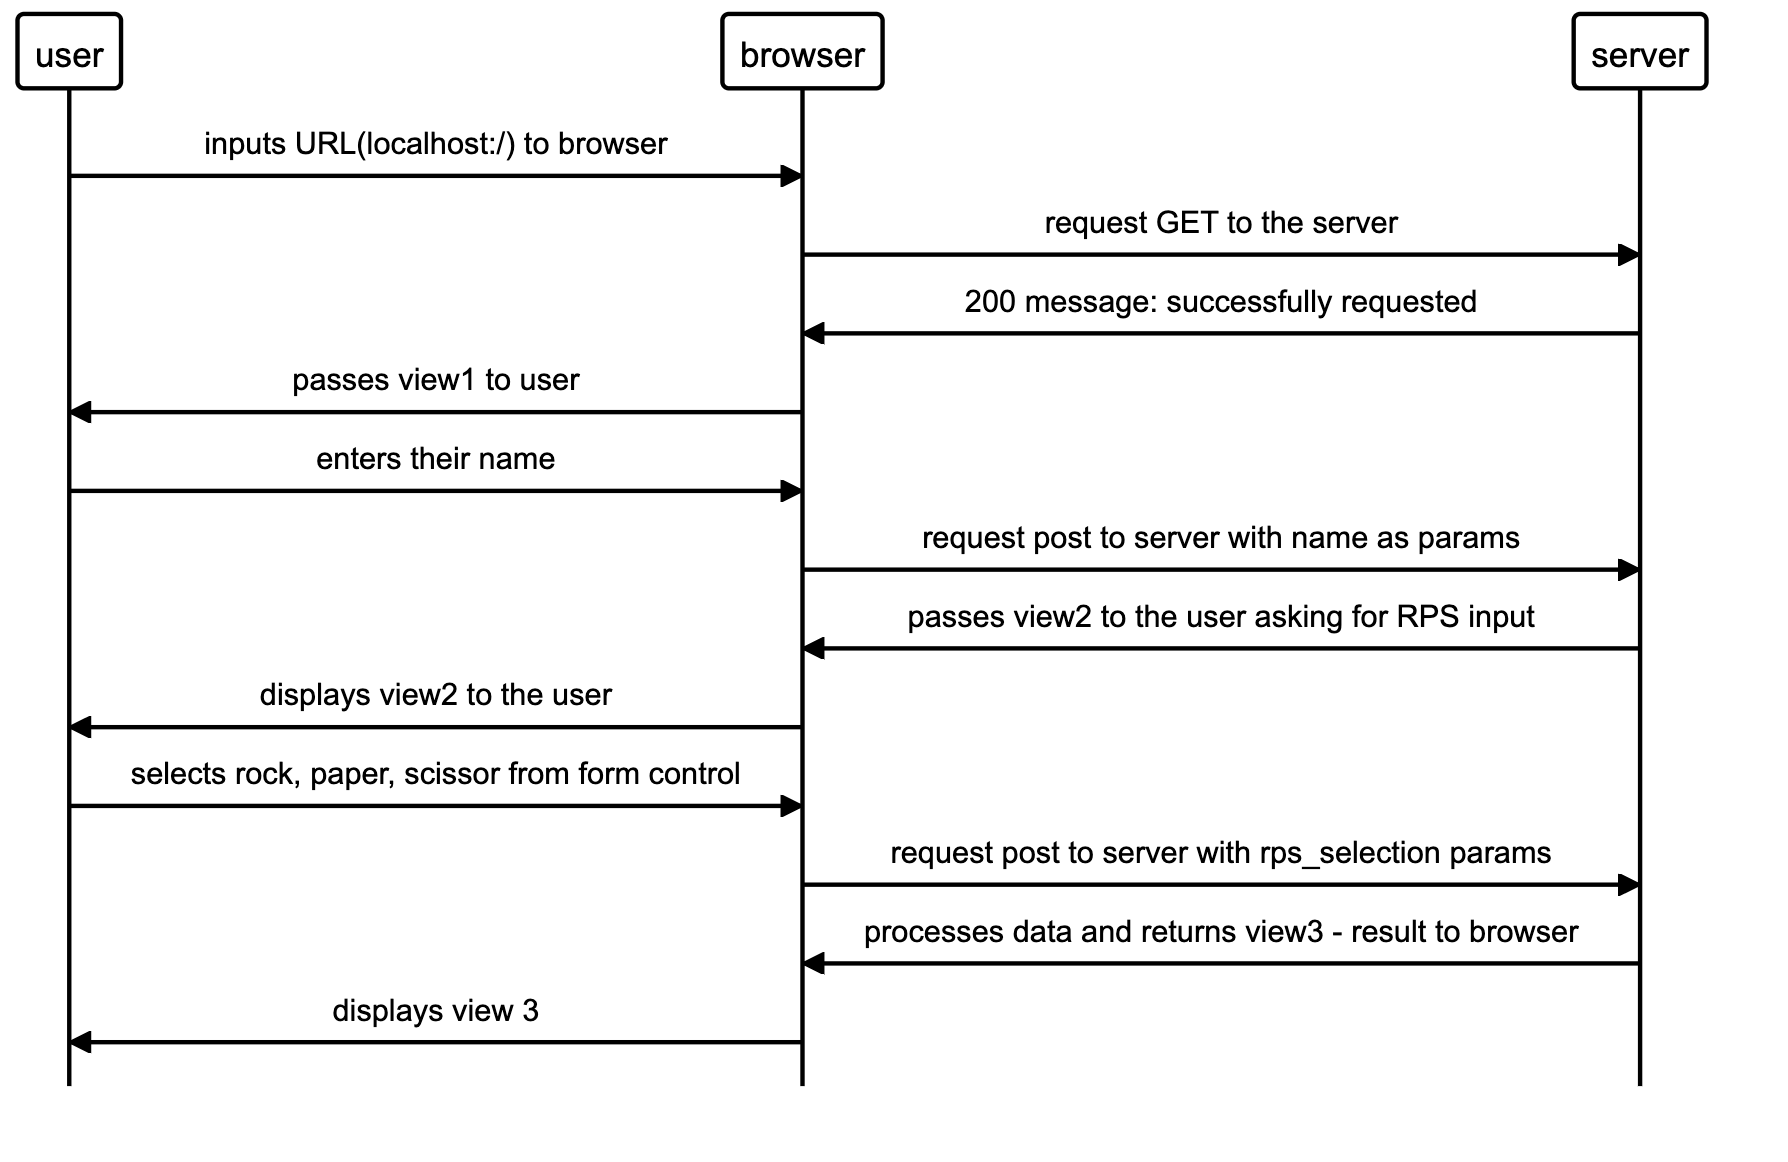 user
browser
server
inputs URL(localhost:/) to browser
request GET to the server
200 message: successfully requested
passes view1 to user
enters their name
request post to server with name as params
passes view2 to the user asking for RPS input
displays view2 to the user
selects rock, paper, scissor from form control
request post to server with rps_selection params
processes data and returns view3 - result to browser
displays view 3